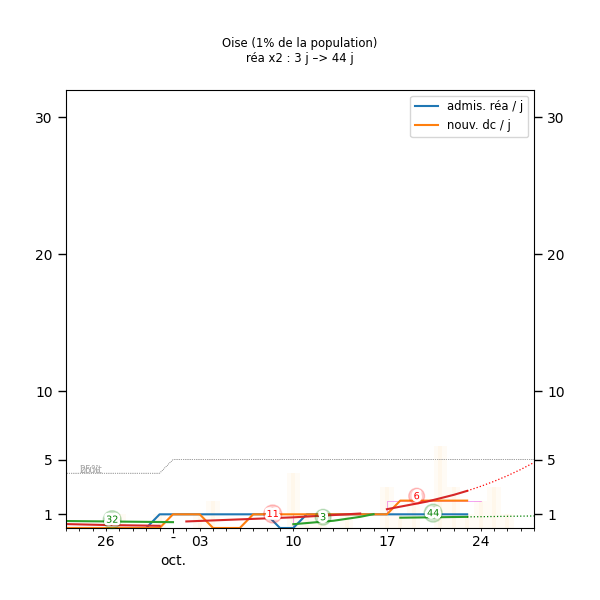 Oise (1% de la population)
réa x2 : 3 j –> 44 j
admis. réa / j
nouv. dc / j
30 30
20 20
10 10
5 5
1 1
32
11
3
6
44
26 - 03 10 17 24
oct.